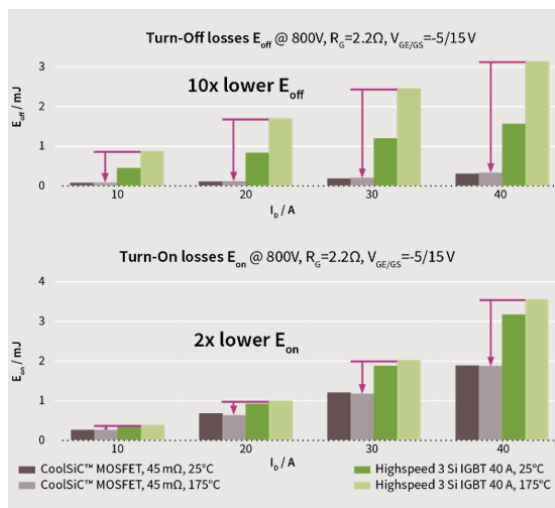 Turn-Off losses Eoff @ 800V, RG=2.2Ω, VGE/GS=-5/15 V
10x lower Eoff
Eoff / mJ
3
2
1
0
10 20 30 40
ID / A
Turn-On losses Eon @ 800V, RG=2.2Ω, VGE/GS=-5/15 V
2x lower Eon
Eon / mJ
4
3
2
1
0
10 20 30 40
ID / A
CoolSiC™ MOSFET, 45 mΩ, 25°C
CoolSiC™ MOSFET, 45 mΩ, 175°C
Highspeed 3 Si IGBT 40 A, 25°C
Highspeed 3 Si IGBT 40 A, 175°C